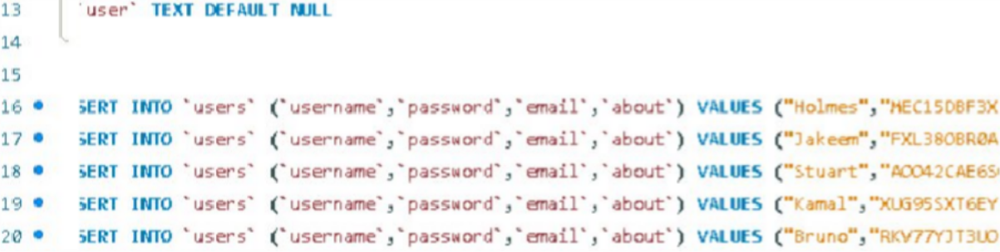 13 `user` TEXT DEFAULT NULL
14
15
16 SERT INTO `users` (`username`,`password`,`email`,`about`) VALUES ("Holmes","MEC15DBF3X
17 SERT INTO `users` (`username`,`password`,`email`,`about`) VALUES ("Jakeem","FXL38OBR0A
18 SERT INTO `users` (`username`,`password`,`email`,`about`) VALUES ("Stuart","AOO42CAE6S
19 SERT INTO `users` (`username`,`password`,`email`,`about`) VALUES ("Kamal","XUG95SXT6EY
20 SERT INTO `users` (`username`,`password`,`email`,`about`) VALUES ("Bruno","RKV77YJT3UO